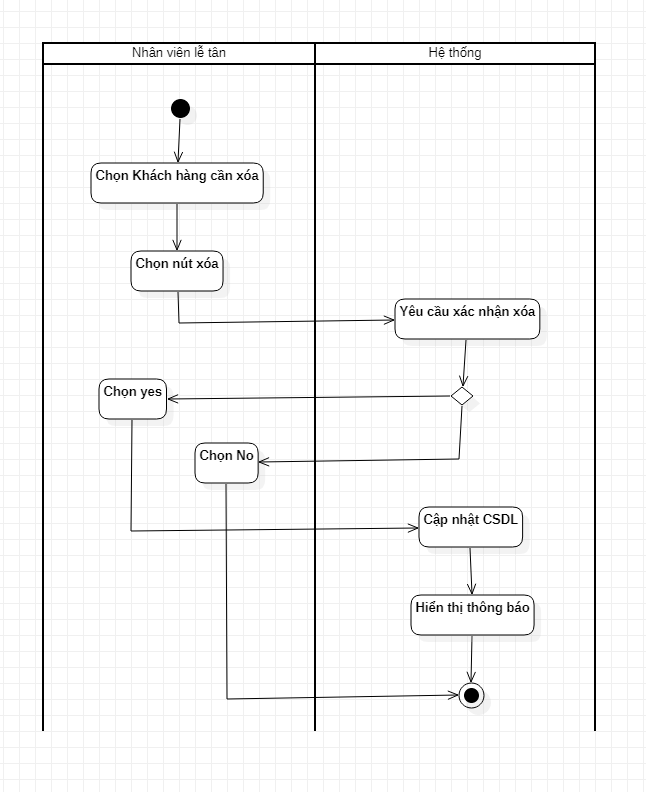 Nhân viên lễ tân
Hệ thống
Chọn Khách hàng cần xóa
Chọn nút xóa
Yêu cầu xác nhận xóa
Chọn yes
Chọn No
Cập nhật CSDL
Hiển thị thông báo